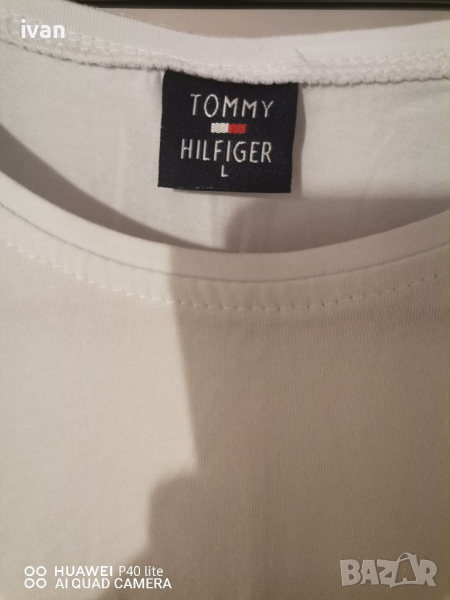 ivan
TOMMY
HILFIGER
L
HUAWEI P40 lite
AI QUAD CAMERA
BAZAR